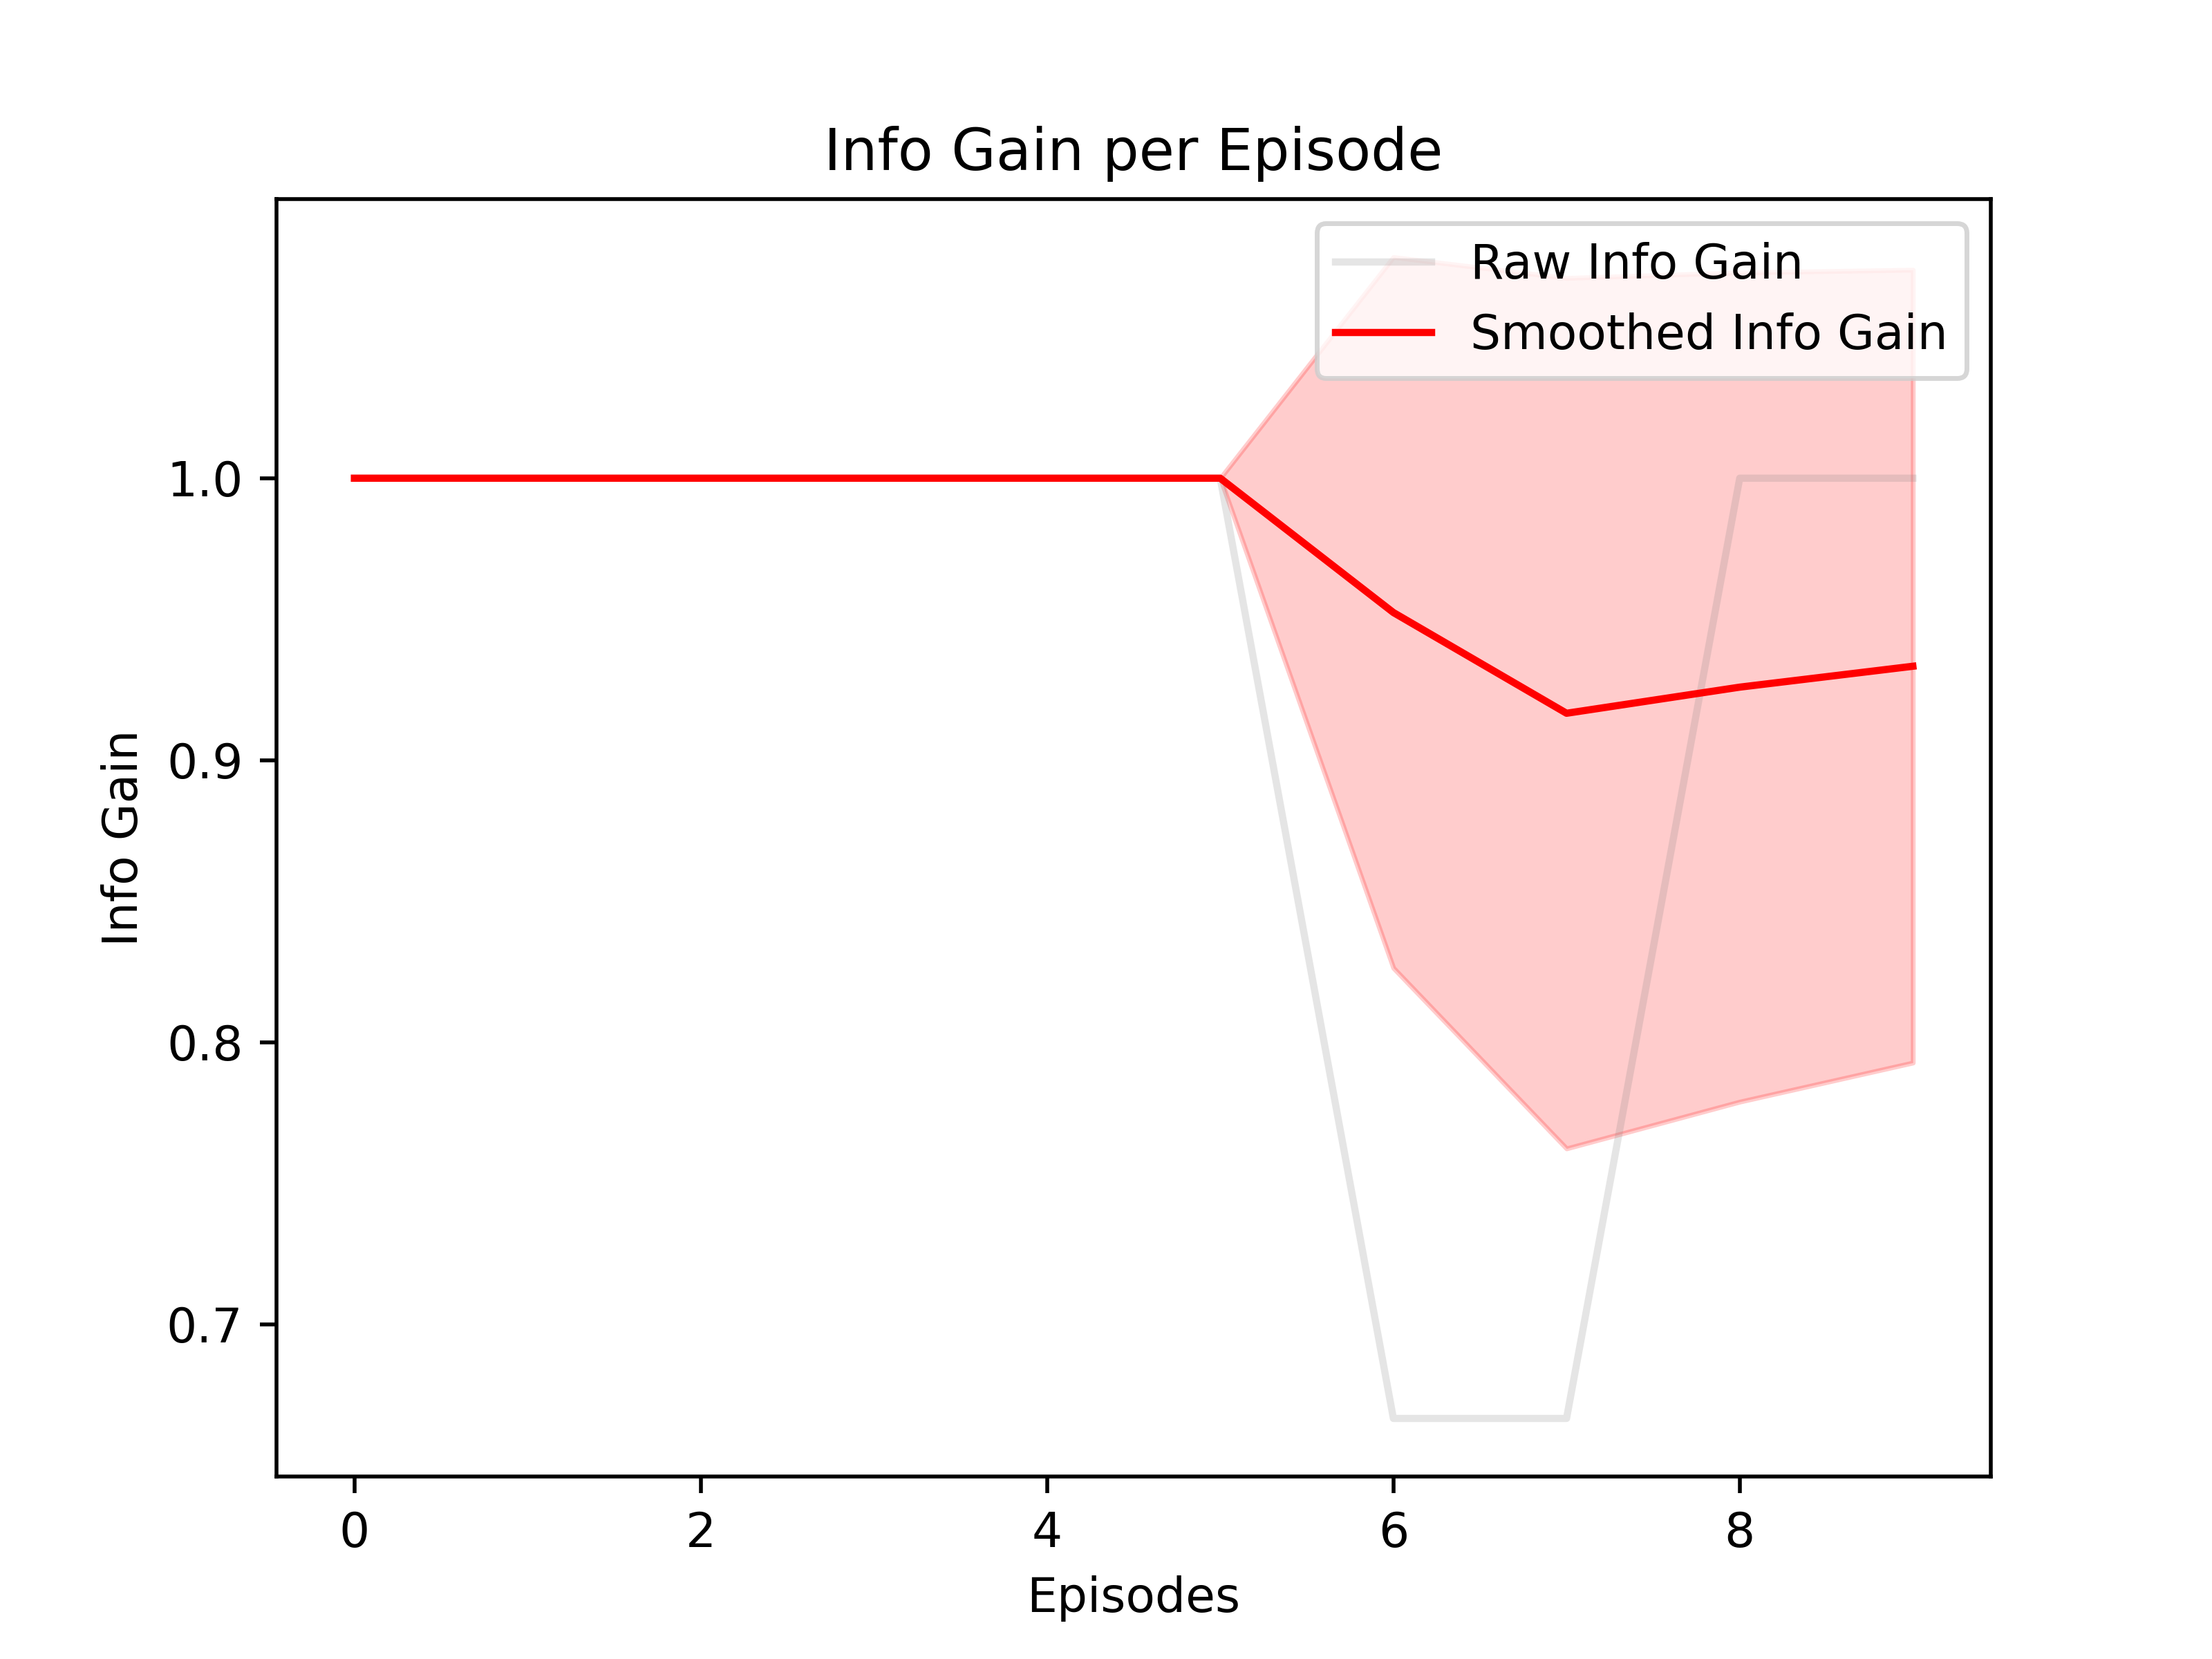 Info Gain per Episode
Raw Info Gain
Smoothed Info Gain
Info Gain
1.0
0.9
0.8
0.7
0 2 4 6 8
Episodes